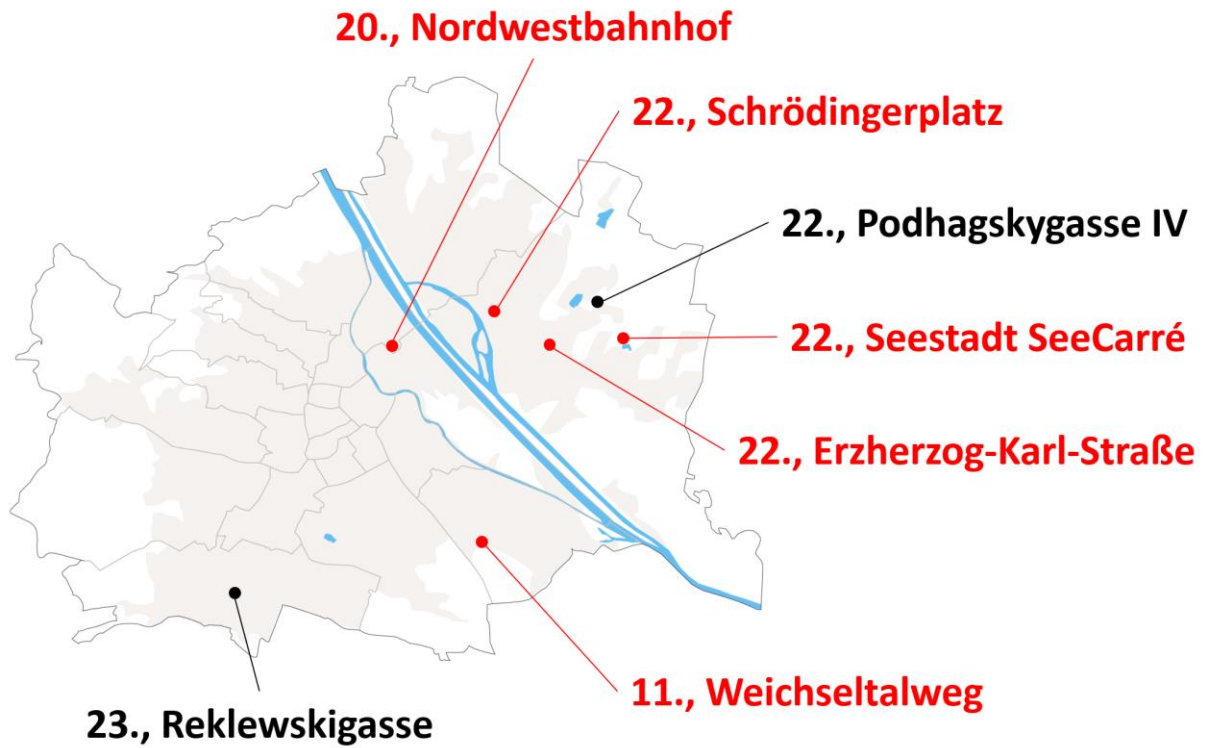 20., Nordwestbahnhof
22., Schrödingerplatz
22., Podhagskygasse IV
22., Seestadt SeeCarré
22., Erzherzog-Karl-Straße
11., Weichseltalweg
23., Reklewskigasse